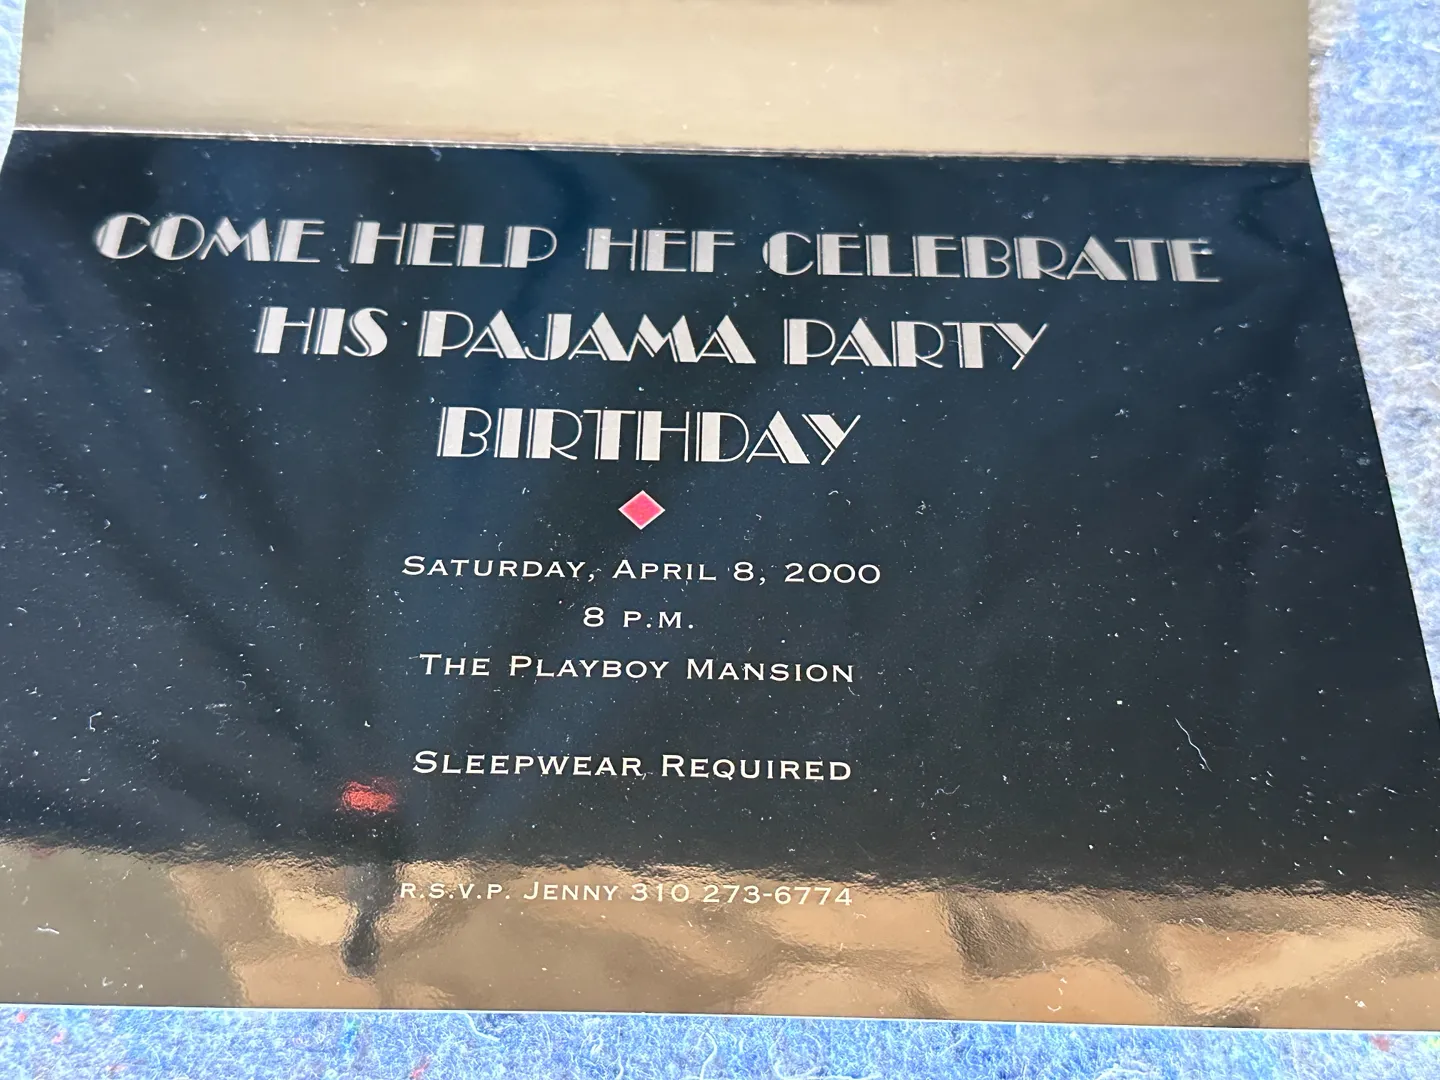 COME HELP HEF CELEBRATE
HIS PAJAMA PARTY
BIRTHDAY
SATURDAY, APRIL 8, 2000
8 P.M.
THE PLAYBOY MANSION
SLEEPWEAR REQUIRED
R.S.V.P. JENNY 310 273-6774